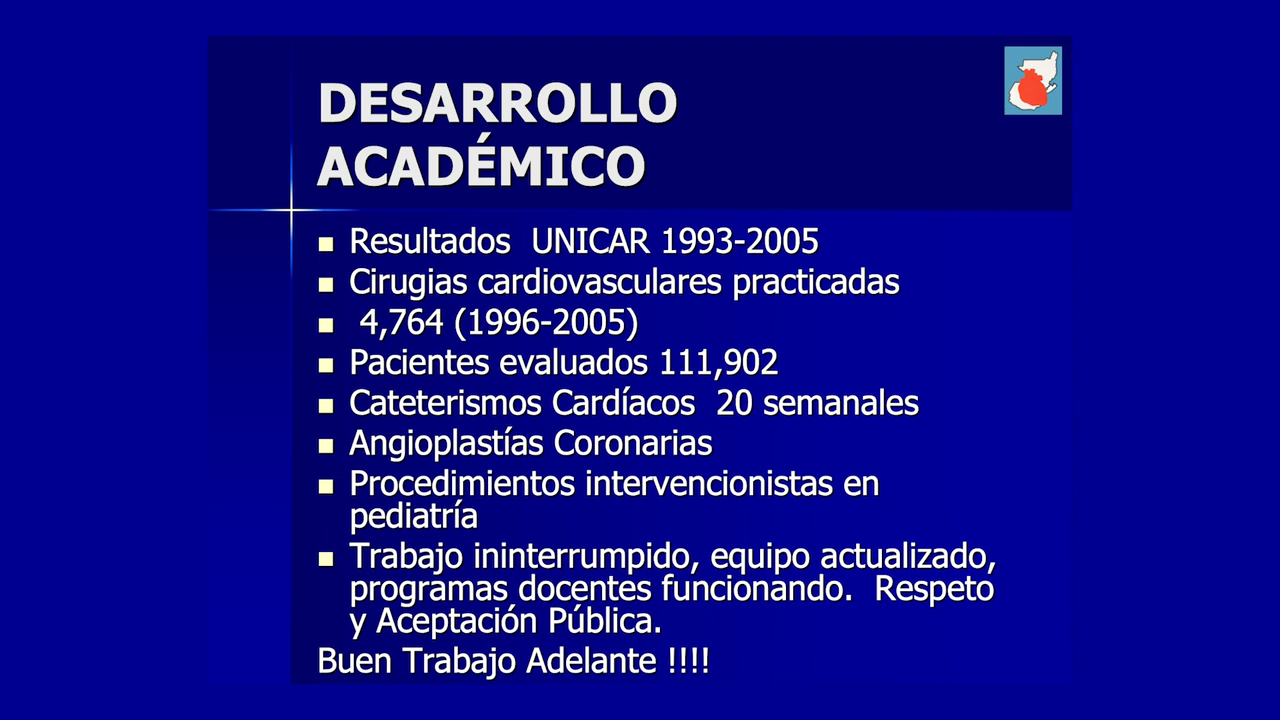 DESARROLLO
ACADÉMICO
Resultados  UNICAR 1993-2005
Cirugias cardiovasculares practicadas
4,764 (1996-2005)
Pacientes evaluados 111,902
Cateterismos Cardíacos  20 semanales
Angioplastías Coronarias
Procedimientos intervencionistas en
pediatría
Trabajo ininterrumpido, equipo actualizado,
programas docentes funcionando.  Respeto
y Aceptación Pública.
Buen Trabajo Adelante !!!!